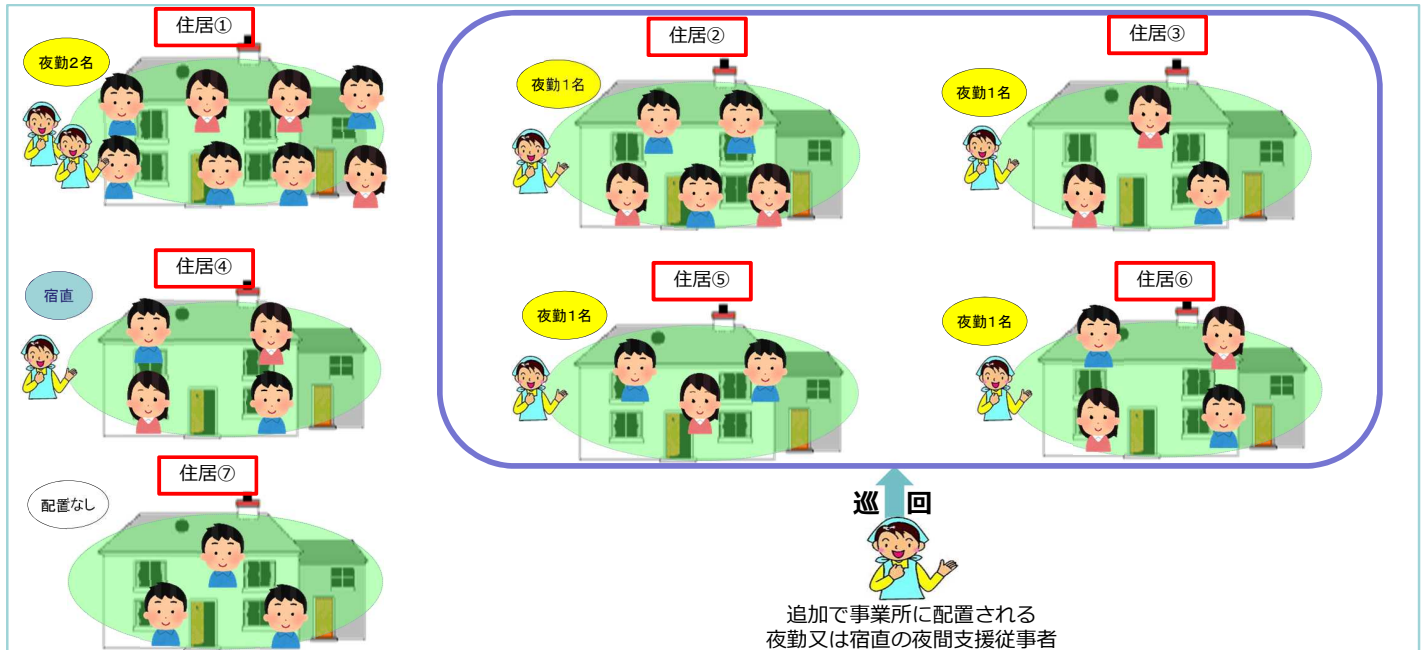 住居①
夜勤2名
住居②
夜勤1名
住居③
夜勤1名
住居④
宿直
住居⑤
夜勤1名
住居⑥
夜勤1名
住居⑦
配置なし
巡回
追加で事業所に配置される
夜勤又は宿直の夜間支援従事者